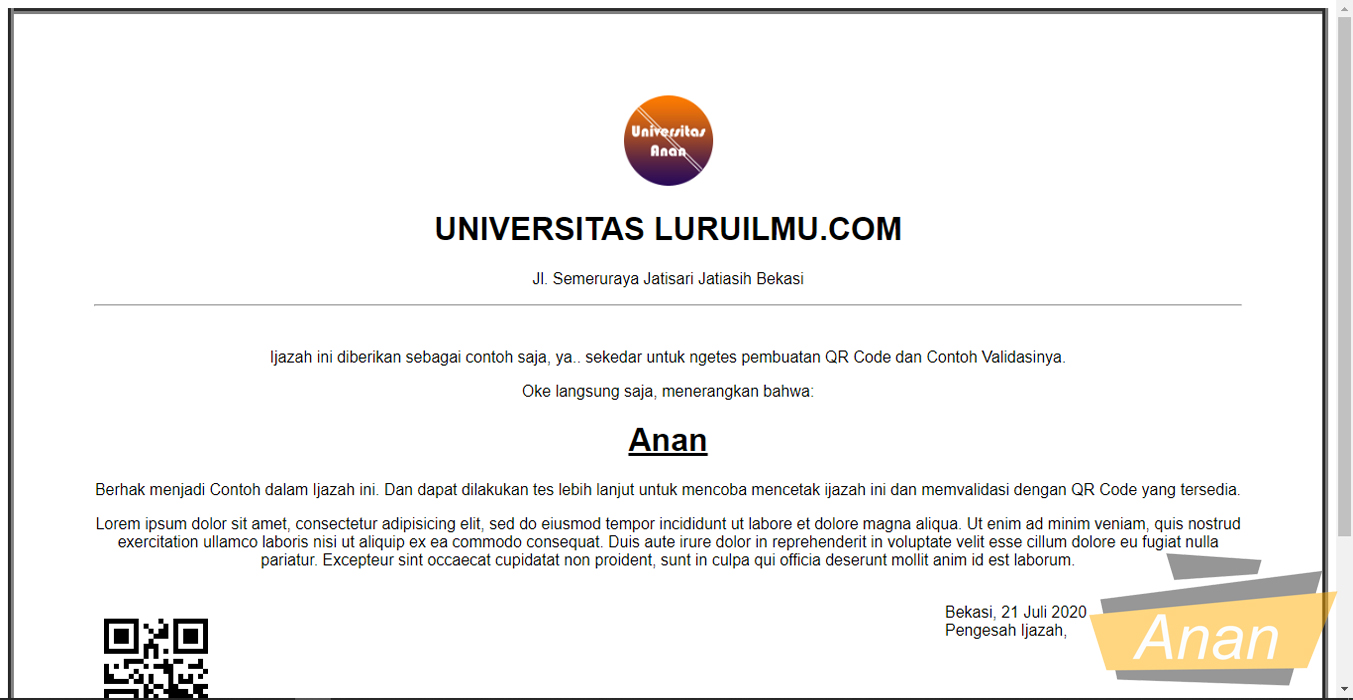 Universitas
Anan
UNIVERSITAS LURUILMU.COM
Jl. Semeruraya Jatisari Jatiasih Bekasi
Ijazah ini diberikan sebagai contoh saja, ya.. sekedar untuk ngetes pembuatan QR Code dan Contoh Validasinya.
Oke langsung saja, menerangkan bahwa:
Anan
Berhak menjadi Contoh dalam Ijazah ini. Dan dapat dilakukan tes lebih lanjut untuk mencoba mencetak ijazah ini dan memvalidasi dengan QR Code yang tersedia.
Lorem ipsum dolor sit amet, consectetur adipisicing elit, sed do eiusmod tempor incididunt ut labore et dolore magna aliqua. Ut enim ad minim veniam, quis nostrud
exercitation ullamco laboris nisi ut aliquip ex ea commodo consequat. Duis aute irure dolor in reprehenderit in voluptate velit esse cillum dolore eu fugiat nulla
pariatur. Excepteur sint occaecat cupidatat non proident, sunt in culpa qui officia deserunt mollit anim id est laborum.
Bekasi, 21 Juli 2020
Pengesah Ijazah,
Anan